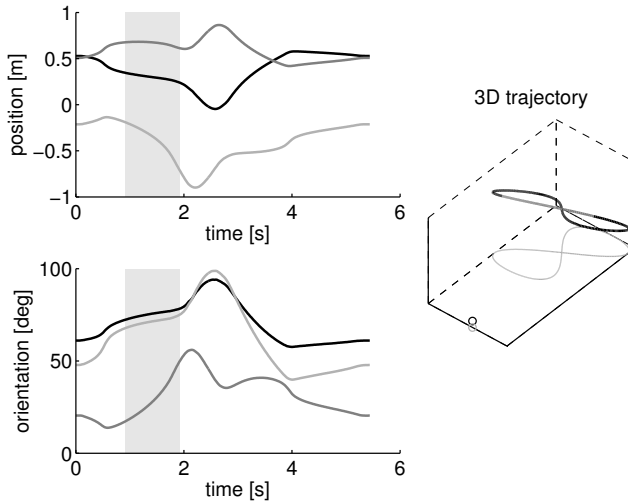 1
0.5
0
−0.5
−1
position [m]
0 2 4 6
time [s]
3D trajectory
100
50
0
orientation [deg]
0 2 4 6
time [s]